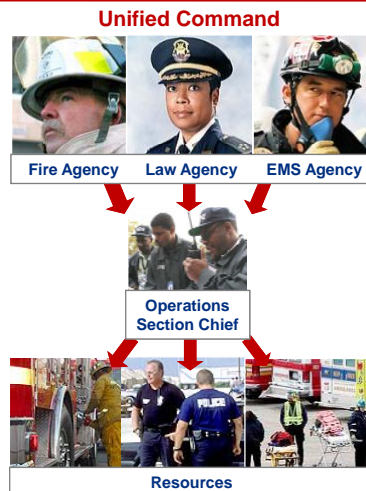 Unified Command
Fire Agency
Law Agency
EMS Agency
Operations
Section Chief
POLICE
Resources